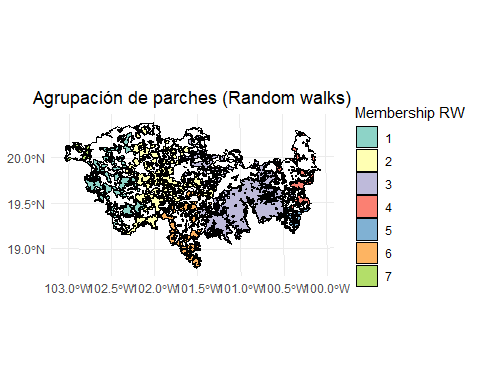 Agrupación de parches (Random walks)
Membership RW
1
2
3
4
5
6
7
20.0°N
19.5°N
19.0°N
103.0°W 102.5°W 102.0°W 101.5°W 101.0°W 100.5°W 100.0°W